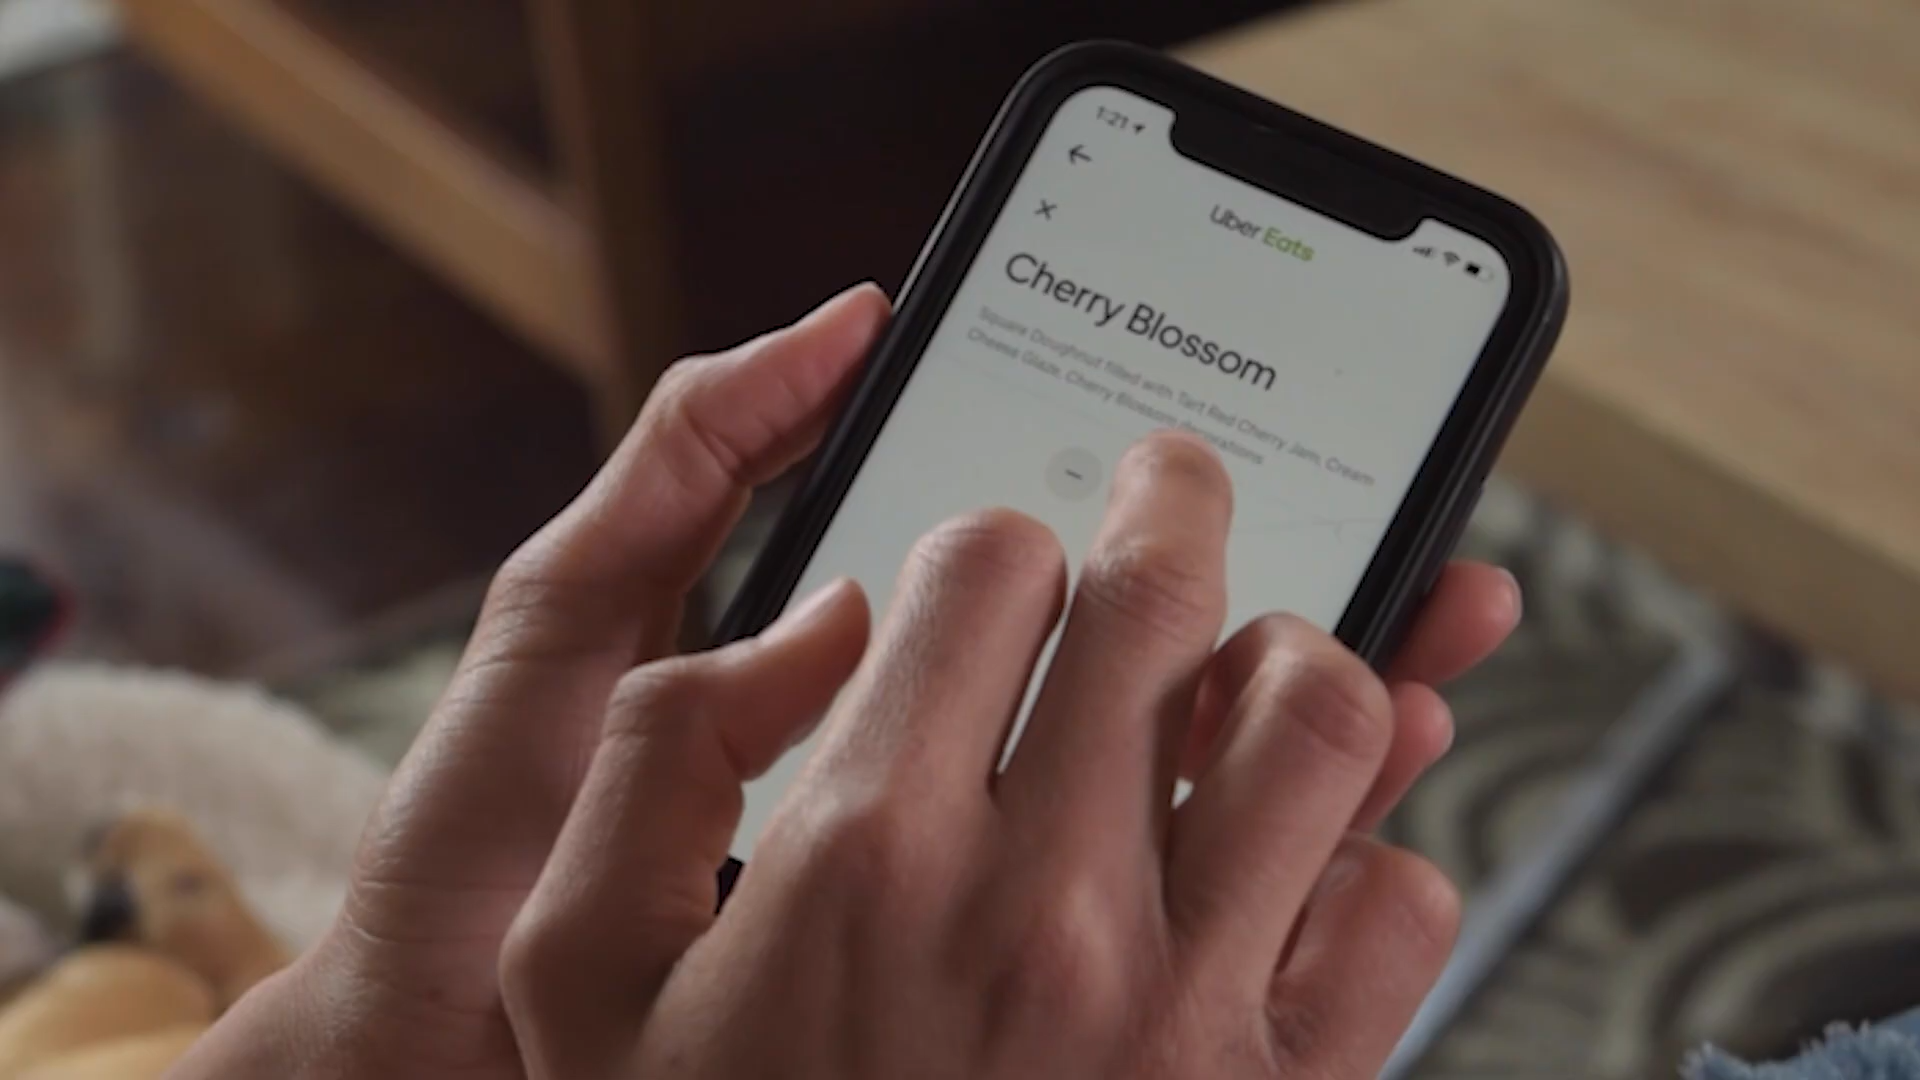 1:21
Uber Eats
Cherry Blossom
Square Doughnut filled with Tart Red Cherry Jam, Cream
Cheese Glaze, Cherry Blossom decorations